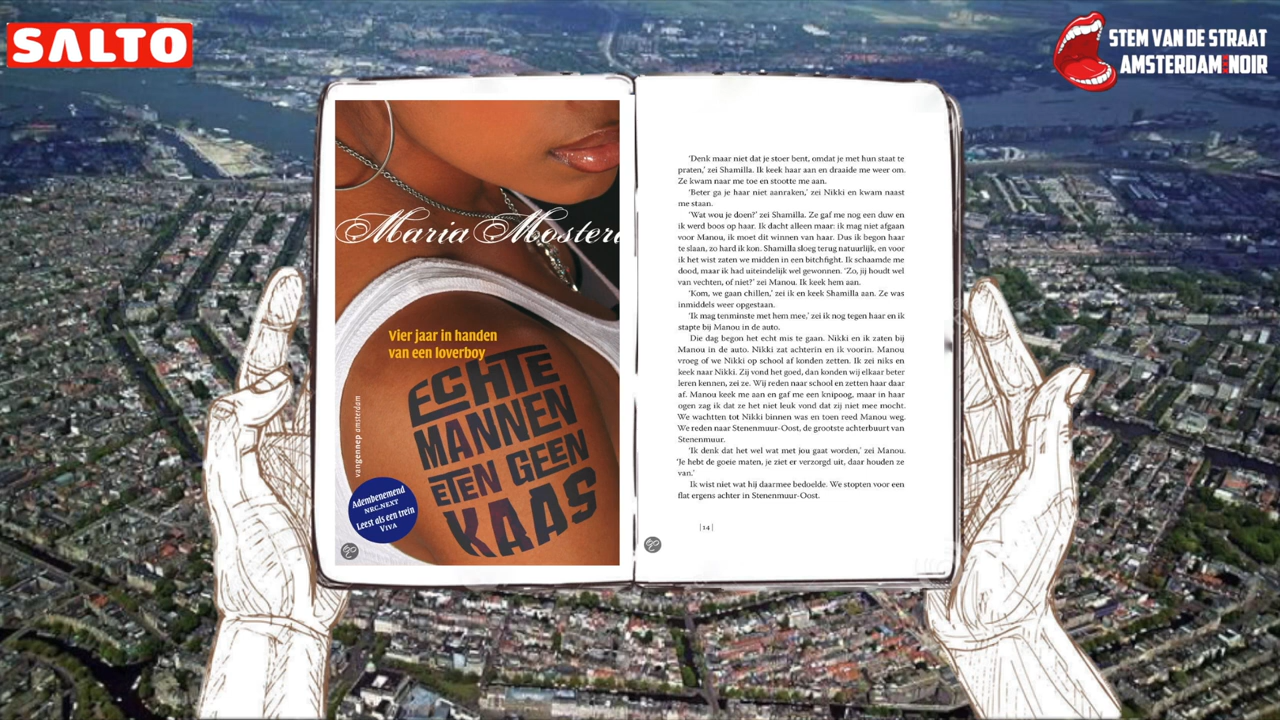 SALTO
STEM VAN DE STRAAT
AMSTERDAM NOIR
Maria Moster
Vier jaar in handen
van een loverboy
ECHTE
MANNEN
ETEN GEEN
KAAS
vangennep amsterdam
Adembenemend
NRC.NEXT
Leest als een trein
VIVA
'Denk maar niet dat je stoer bent, omdat je met hun staat te
praten,' zei Shamilla. Ik keek haar aan en draaide me weer om.
Ze kwam naar me toe en stootte me aan.
'Beter ga je haar niet aanraken,' zei Nikki en kwam naast
me staan.
'Wat wou je doen?' zei Shamilla. Ze gaf me nog een duw en
ik werd boos op haar. Ik dacht alleen maar: ik mag niet afgaan
voor Manou, ik moet dit winnen van haar. Dus ik begon haar
te slaan, zo hard ik kon. Shamilla sloeg terug natuurlijk, en voor
ik het wist zaten we midden in een bitchfight. Ik schaamde me
dood, maar ik had uiteindelijk wel gewonnen. 'Zo, jij houdt wel
van vechten, of niet?' zei Manou. Ik keek hem aan.
'Kom, we gaan chillen,' zei ik en keek Shamilla aan. Ze was
inmiddels weer opgestaan.
'Ik mag tenminste met hem mee,' zei ik nog tegen haar en ik
stapte bij Manou in de auto.
Die dag begon het echt mis te gaan. Nikki en ik zaten bij
Manou in de auto. Nikki zat achterin en ik voorin. Manou
vroeg of we Nikki op school af konden zetten. Ik zei niks en
keek naar Nikki. Zij vond het goed, dan konden wij elkaar beter
leren kennen, zei ze. Wij reden naar school en zetten haar daar
af. Manou keek me aan en gaf me een knipoog, maar in haar
ogen zag ik dat ze het niet leuk vond dat zij niet mee mocht.
We wachtten tot Nikki binnen was en toen reed Manou weg.
We reden naar Stenenmuur-Oost, de grootste achterbuurt van
Stenenmuur.
'Ik denk dat het wel wat met jou gaat worden,' zei Manou.
'Je hebt de goeie maten, je ziet er verzorgd uit, daar houden ze
van.'
Ik wist niet wat hij daarmee bedoelde. We stopten voor een
flat ergens achter in Stenenmuur-Oost.
|14|